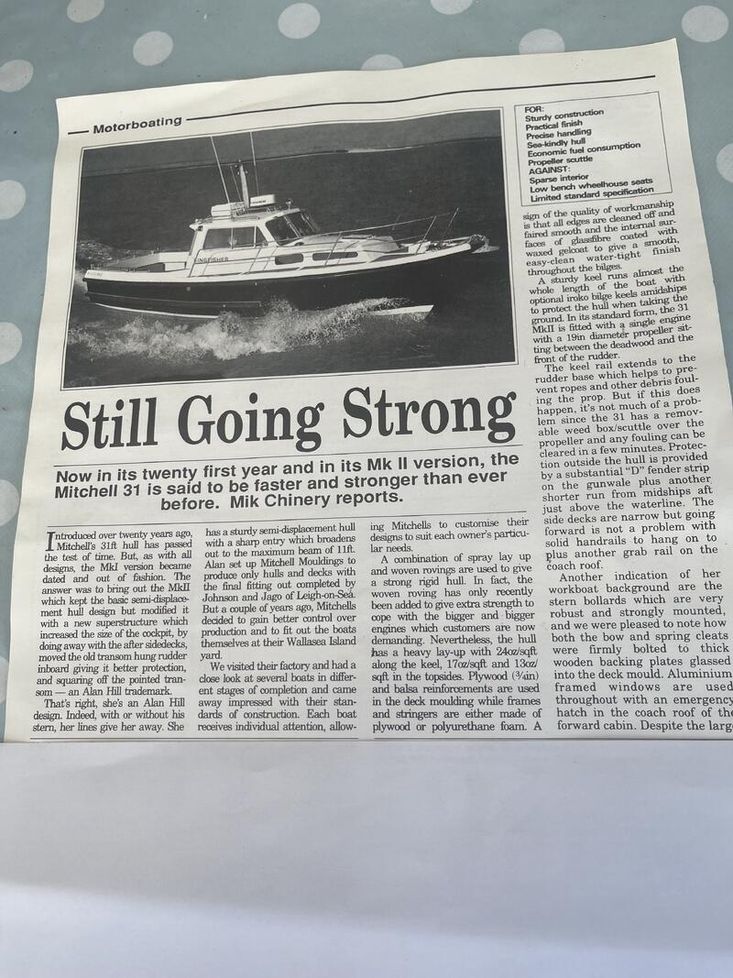 Motorboating
KINGFISHER
Still Going Strong
Now in its twenty first year and in its Mk II version, the
Mitchell 31 is said to be faster and stronger than ever
before. Mik Chinery reports.
Introduced over twenty years ago,
Mitchell's 31ft hull has passed
the test of time. But, as with all
designs, the MkI version became
dated and out of fashion. The
answer was to bring out the MkII
which kept the basic semi-displace-
ment hull design but modified it
with a new superstructure which
increased the size of the cockpit, by
doing away with the after sidedecks,
moved the old transom hung rudder
inboard giving it better protection,
and squaring off the pointed tran-
som — an Alan Hill trademark.
That's right, she's an Alan Hill
design. Indeed, with or without his
stern, her lines give her away. She
has a sturdy semi-displacement hull
with a sharp entry which broadens
out to the maximum beam of 11ft.
Alan set up Mitchell Mouldings to
produce only hulls and decks with
the final fitting out completed by
Johnson and Jago of Leigh-on-Sea.
But a couple of years ago, Mitchells
decided to gain better control over
production and to fit out the boats
themselves at their Wallasea Island
yard.
We visited their factory and had a
close look at several boats in differ-
ent stages of completion and came
away impressed with their stan-
dards of construction. Each boat
receives individual attention, allow-
ing Mitchells to customise their
designs to suit each owner's particu-
lar needs.
A combination of spray lay up
and woven rovings are used to give
a strong rigid hull. In fact, the
woven roving has only recently
been added to give extra strength to
cope with the bigger and bigger
engines which customers are now
demanding. Nevertheless, the hull
has a heavy lay-up with 24oz/sqft
along the keel, 17oz/sqft and 13oz/
sqft in the topsides. Plywood (¾in)
and balsa reinforcements are used
in the deck moulding while frames
and stringers are either made of
plywood or polyurethane foam. A
FOR:
Sturdy construction
Practical finish
Precise handling
Sea-kindly hull
Economic fuel consumption
Propeller scuttle
AGAINST:
Sparse interior
Low bench wheelhouse seats
Limited standard specification
sign of the quality of workmanship
is that all edges are cleaned off and
faired smooth and the internal sur-
faces of glassfibre coated with
waxed gelcoat to give a smooth,
easy-clean water-tight finish
throughout the bilges.
A sturdy keel runs almost the
whole length of the boat with
optional iroko bilge keels amidships
to protect the hull when taking the
ground. In its standard form, the 31
MkII is fitted with a single engine
with a 19in diameter propeller sit-
ting between the deadwood and the
front of the rudder.
The keel rail extends to the
rudder base which helps to pre-
vent ropes and other debris foul-
ing the prop. But if this does
happen, it's not much of a prob-
lem since the 31 has a remov-
able weed box/scuttle over the
propeller and any fouling can be
cleared in a few minutes. Protec-
tion outside the hull is provided
by a substantial "D" fender strip
on the gunwale plus another
shorter run from midships aft
just above the waterline. The
side decks are narrow but going
forward is not a problem with
solid handrails to hang on to
plus another grab rail on the
coach roof.
Another indication of her
workboat background are the
stern bollards which are very
robust and strongly mounted,
and we were pleased to note how
both the bow and spring cleats
were firmly bolted to thick
wooden backing plates glassed
into the deck mould. Aluminium
framed windows are used
throughout with an emergency
hatch in the coach roof of the
forward cabin. Despite the larg